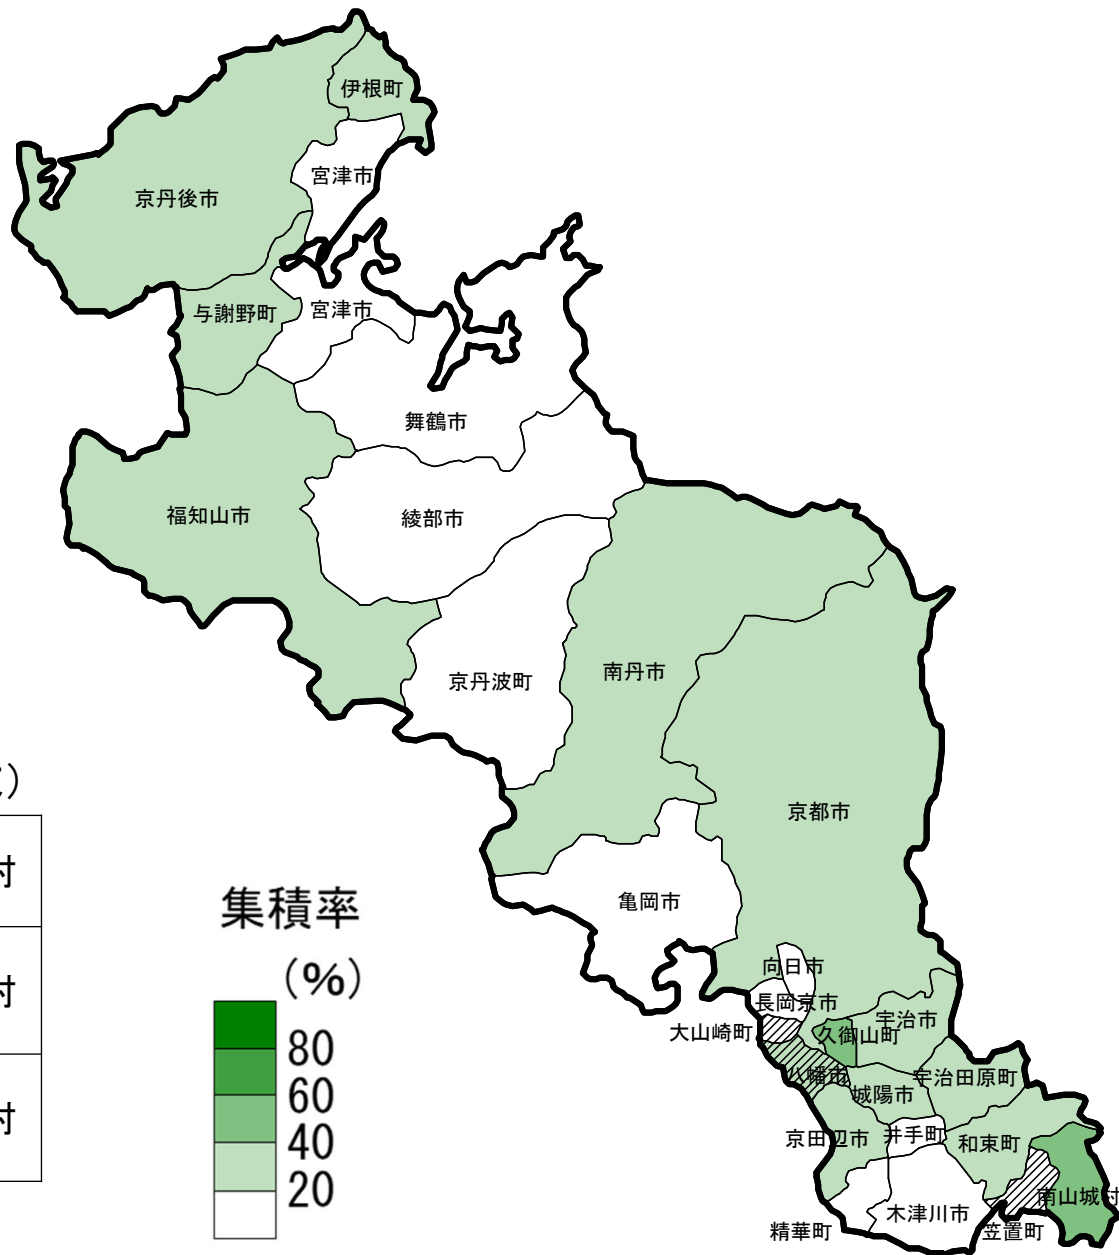 伊根町
宮津市
京丹後市
与謝野町
宮津市
舞鶴市
福知山市
綾部市
南丹市
京丹波町
)
京都市
村
集積率
亀岡市
(%)
向日市
村
長岡京市
宇治市
大山崎町
久御山町
80
八幡市
宇治田原町
60
城陽市
村
40
京田辺市
井手町
和束町
20
南山城村
木津川市
精華町
笠置町